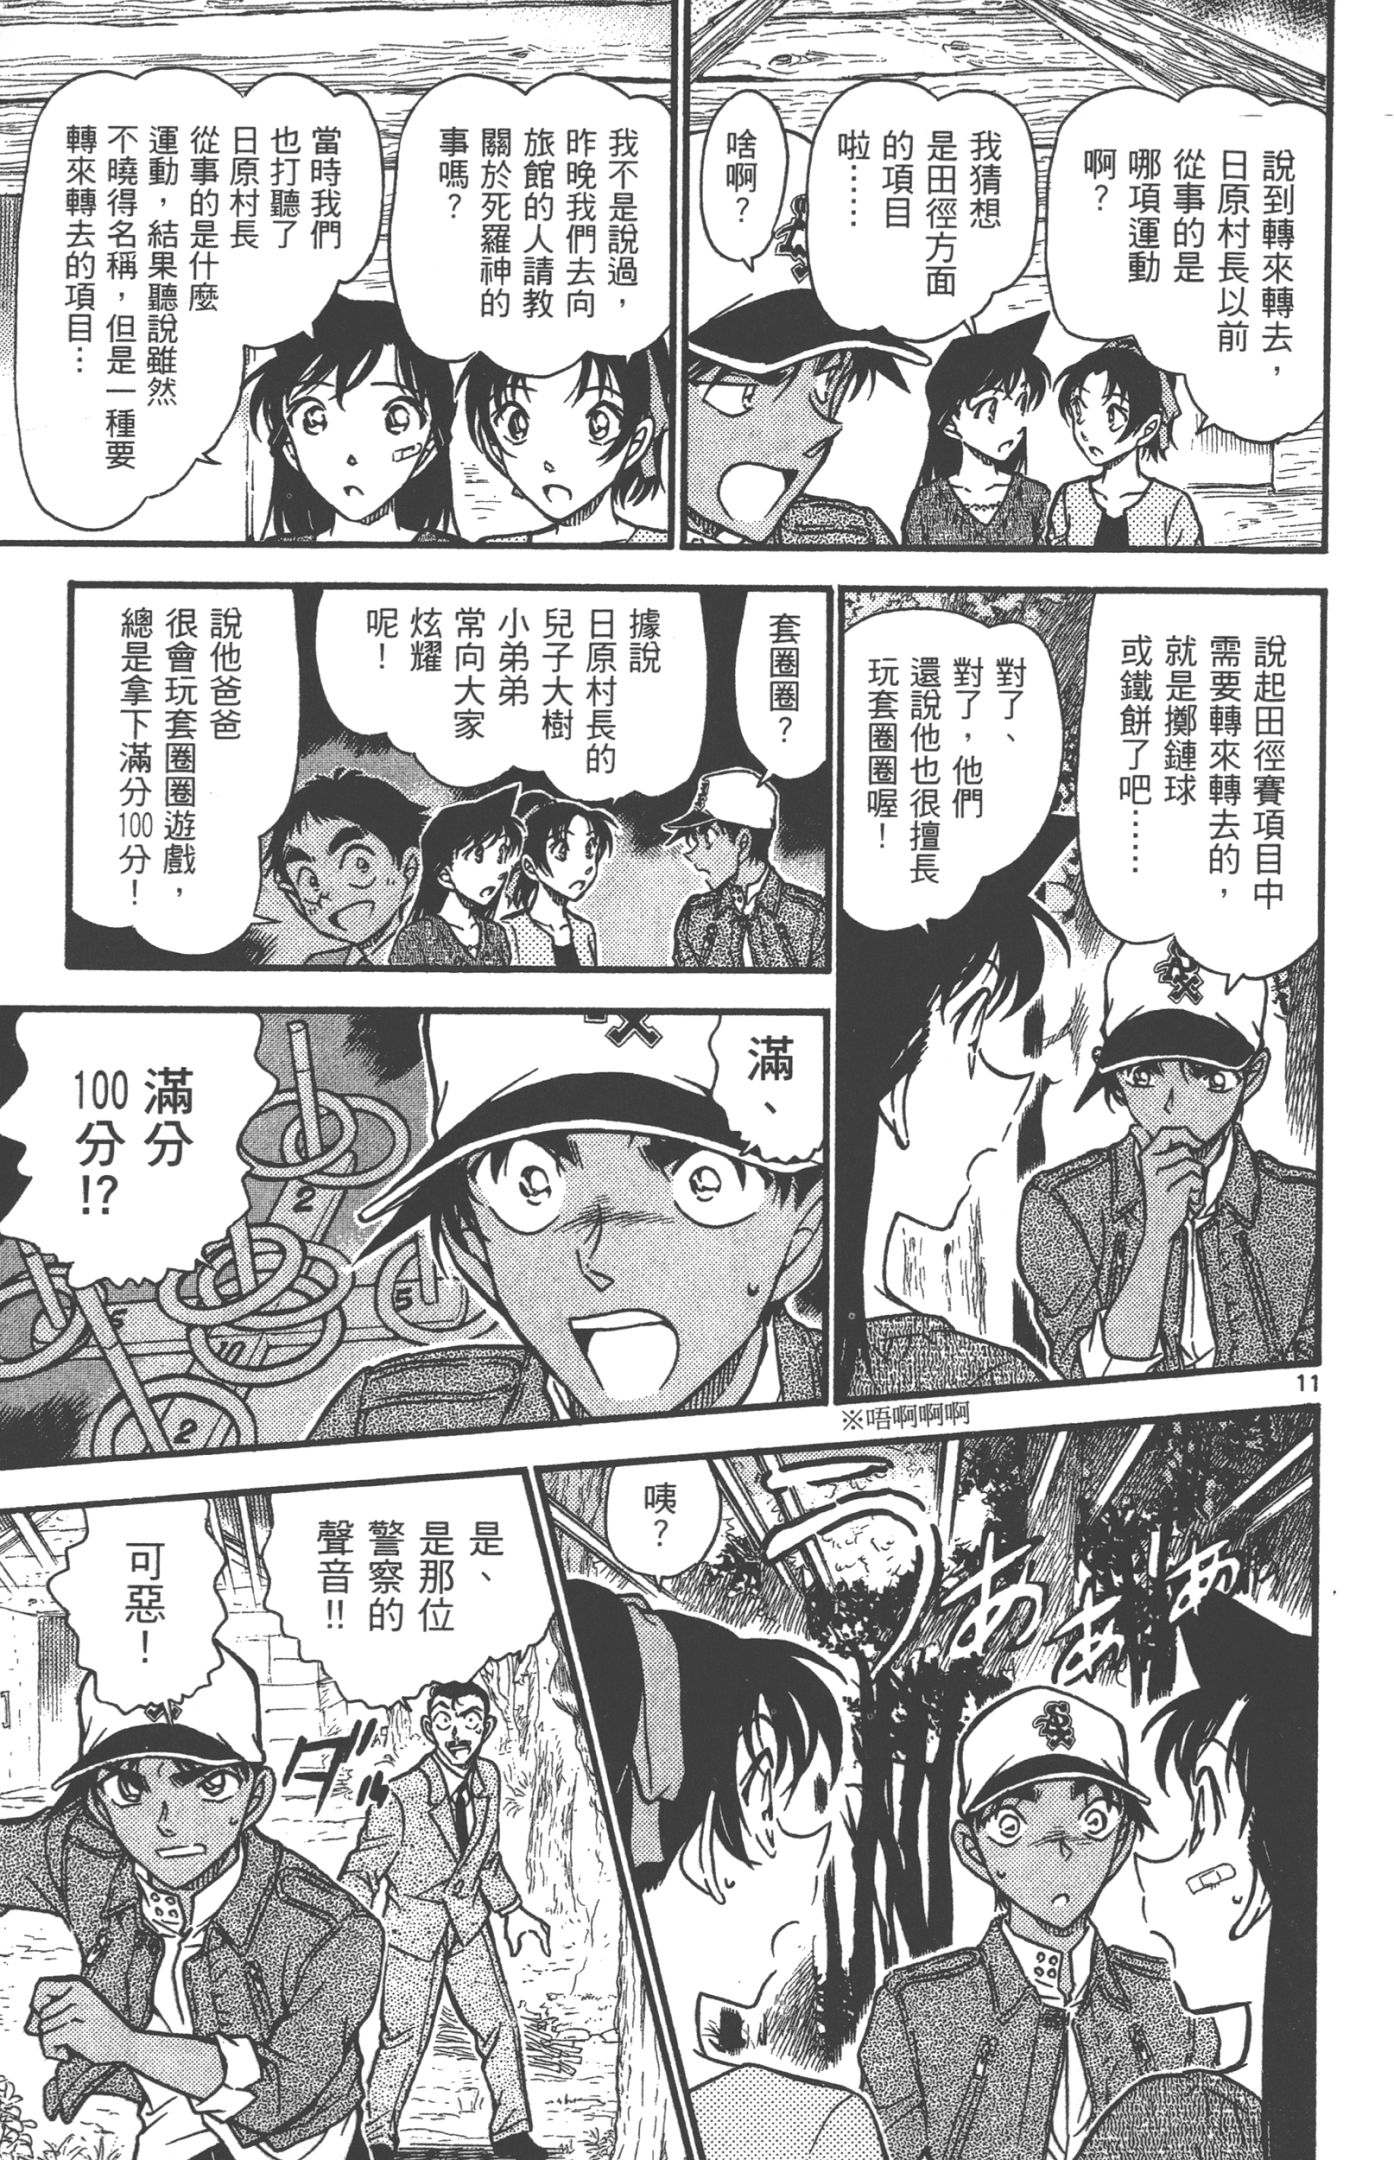 說到轉來轉去，
日原村長以前
從事的是
哪項運動
啊？
我猜想
是田徑方面
的項目
啦……
啥啊？
我不是說過，
昨晚我們去向
旅館的人請教
關於死羅神的
事嗎？
當時我們
也打聽了
日原村長
從事的是什麼
運動，結果聽說雖然
不曉得名稱，但是一種要
轉來轉去的項目…
說起田徑賽項目中
需要轉來轉去的，
就是擲鏈球
或鐵餅了吧……
對了、
對了，他們
還說他也很擅長
玩套圈圈喔！
套圈圈？
據說
日原村長的
兒子大樹
小弟弟
常向大家
炫耀
呢！
說他爸爸
很會玩套圈圈遊戲，
總是拿下滿分100分！
滿、
滿分
100
分!?
2
5
10
2
11
※唔啊啊啊
うあああ
咦？
是、
是那位
警察的
聲音!!
可惡！
ダッ